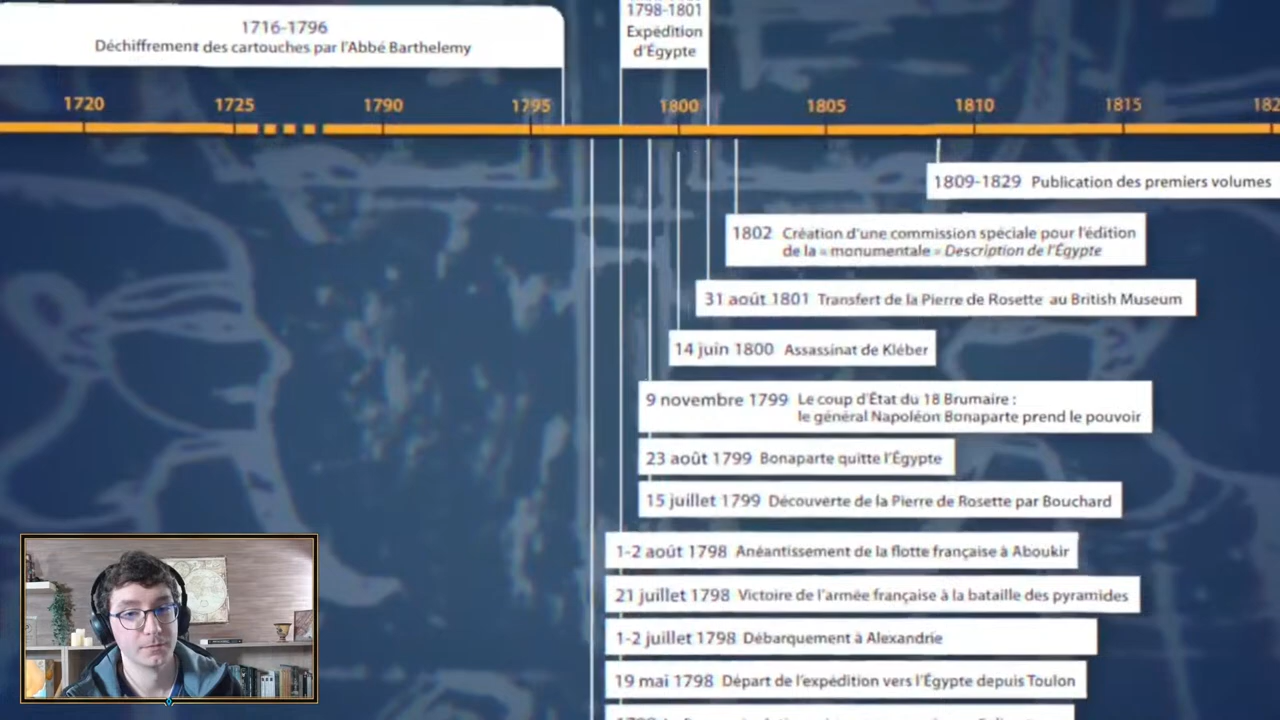 1716-1796
Déchiffrement des cartouches par l'Abbé Barthelemy
1798-1801
Expédition
d'Égypte
1720
1725
1790
1795
1800
1805
1810
1815
1809-1829 Publication des premiers volumes
1802 Création d'une commission spéciale pour l'édition
de la « monumentale » Description de l'Égypte
31 août 1801 Transfert de la Pierre de Rosette au British Museum
14 juin 1800 Assassinat de Kléber
9 novembre 1799 Le coup d'État du 18 Brumaire :
le général Napoléon Bonaparte prend le pouvoir
23 août 1799 Bonaparte quitte l'Égypte
15 juillet 1799 Découverte de la Pierre de Rosette par Bouchard
1-2 août 1798 Anéantissement de la flotte française à Aboukir
21 juillet 1798 Victoire de l'armée française à la bataille des pyramides
1-2 juillet 1798 Débarquement à Alexandrie
19 mai 1798 Départ de l'expédition vers l'Égypte depuis Toulon